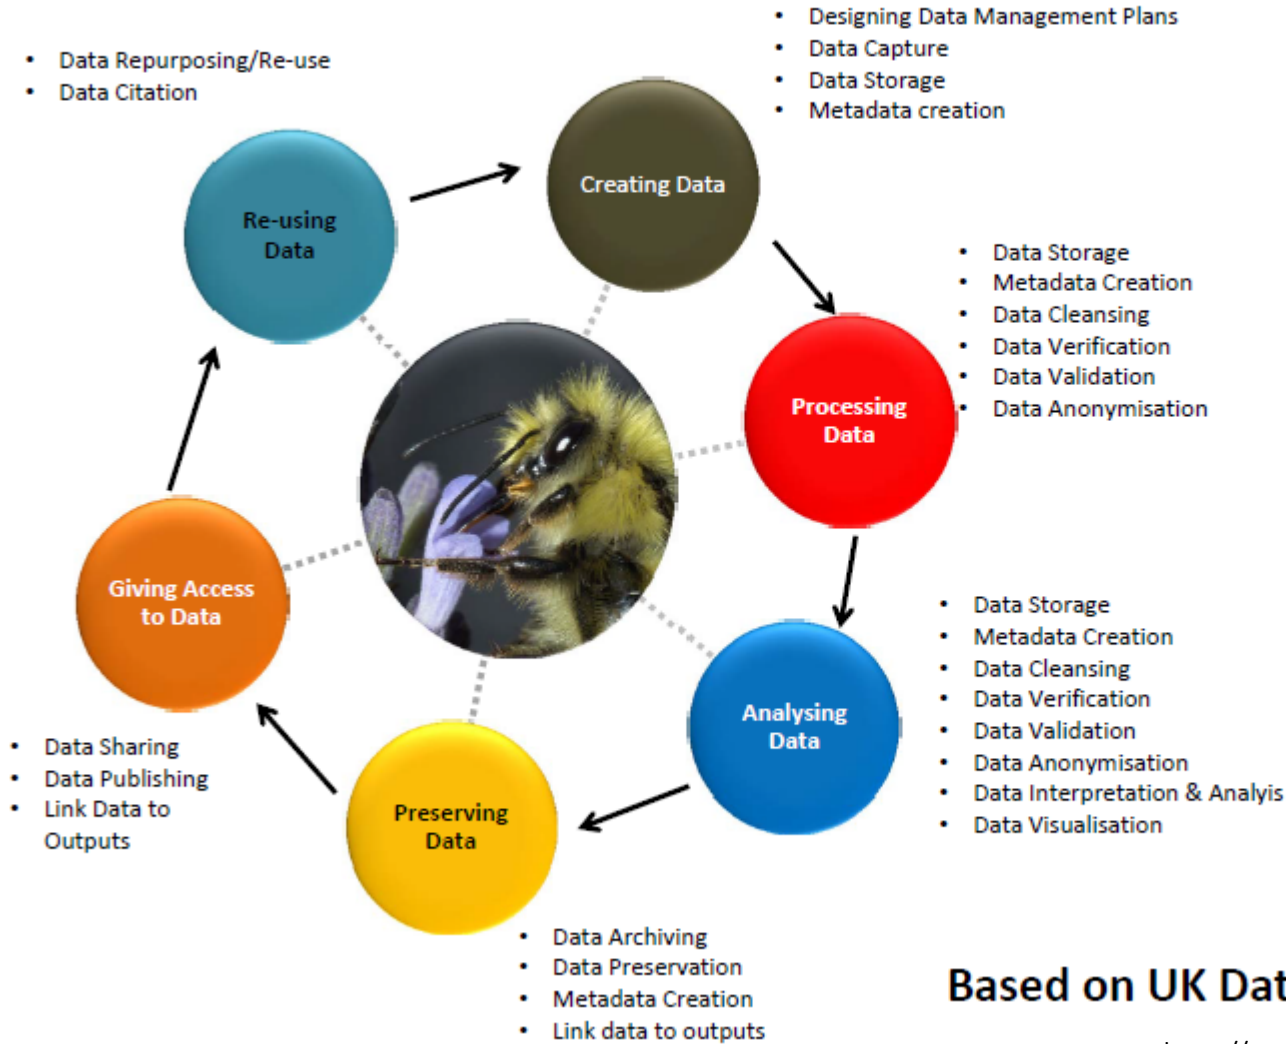 • Designing Data Management Plans
• Data Capture
• Data Storage
• Metadata creation
• Data Repurposing/Re-use
• Data Citation
Creating Data
Re-using
Data
• Data Storage
• Metadata Creation
• Data Cleansing
• Data Verification
• Data Validation
• Data Anonymisation
Processing
Data
Giving Access
to Data
• Data Storage
• Metadata Creation
• Data Cleansing
• Data Verification
• Data Validation
• Data Anonymisation
• Data Interpretation & Analyis
• Data Visualisation
Analysing
Data
• Data Sharing
• Data Publishing
• Link Data to
Outputs
Preserving
Data
• Data Archiving
• Data Preservation
• Metadata Creation
• Link data to outputs
Based on UK Dat